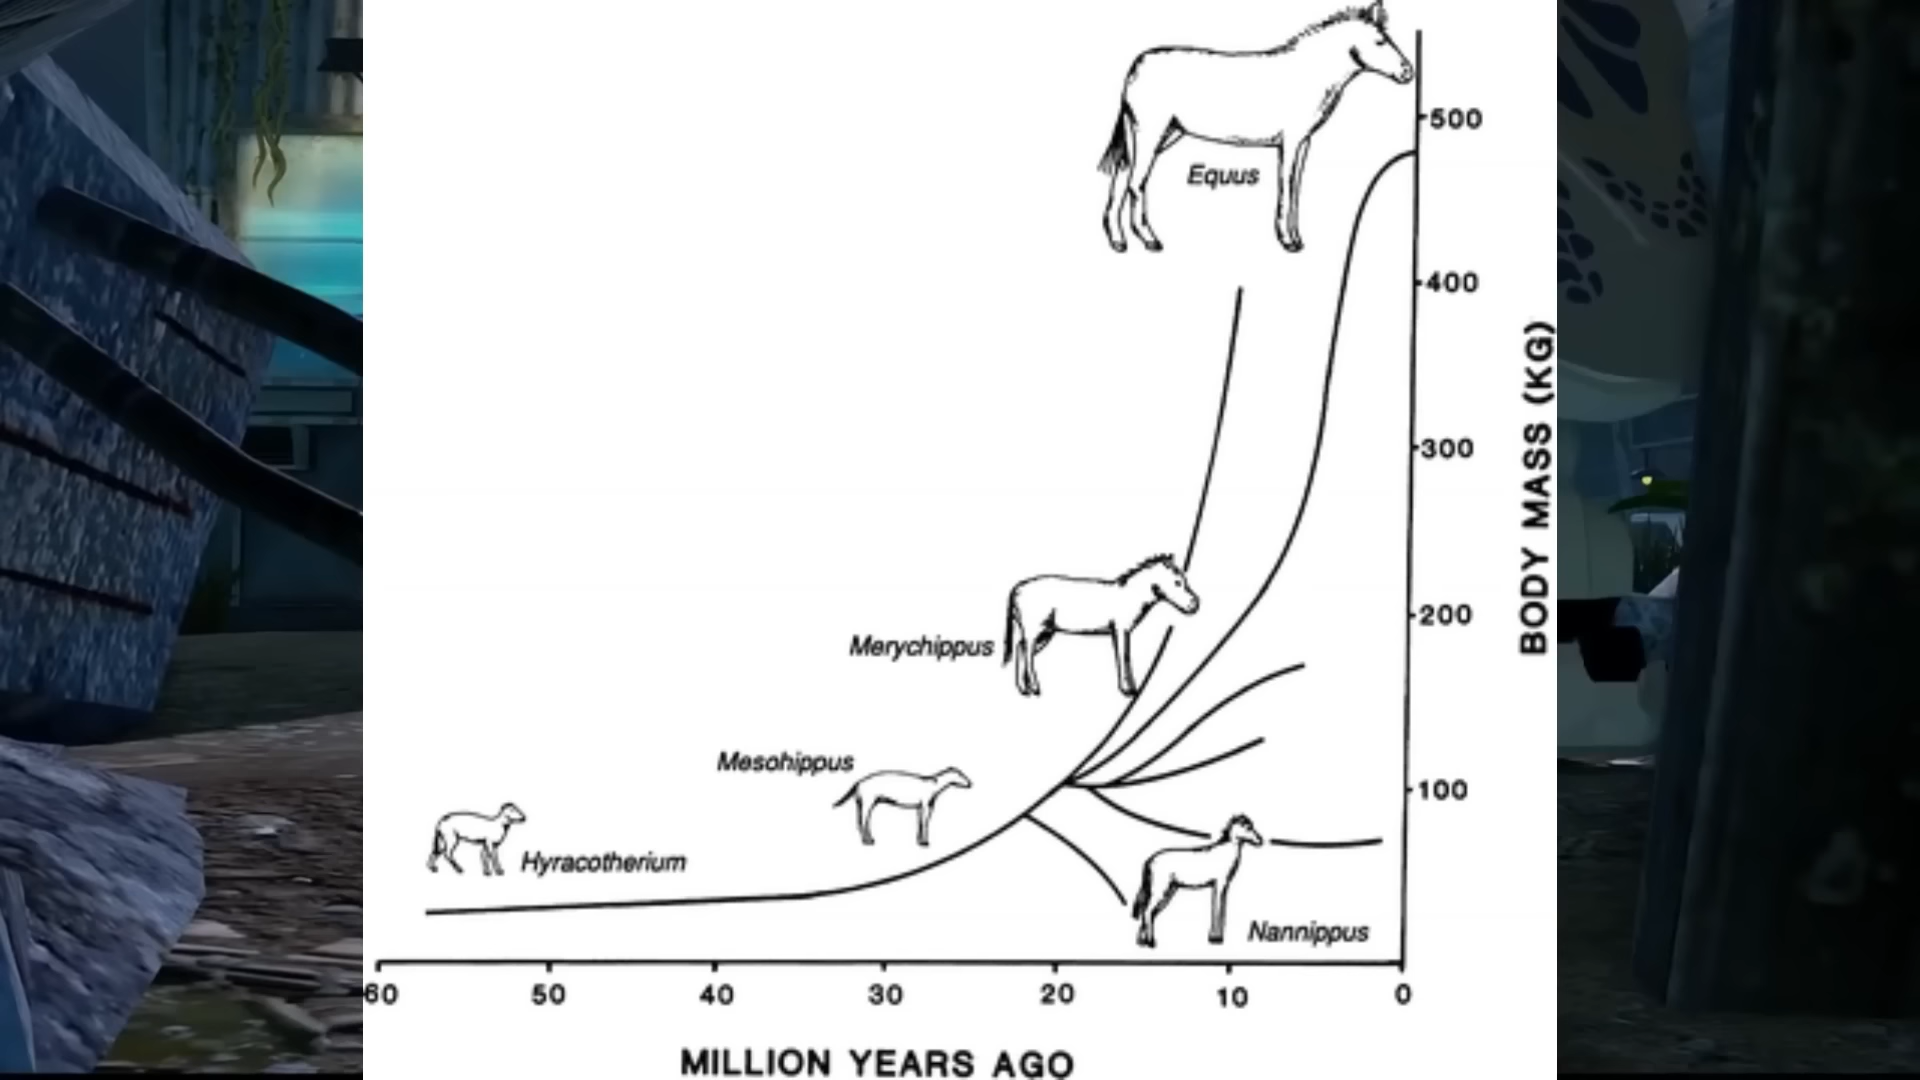 Equus
500
400
300
200
100
BODY MASS (KG)
Merychippus
Mesohippus
Hyracotherium
Nannippus
60 50 40 30 20 10 0
MILLION YEARS AGO